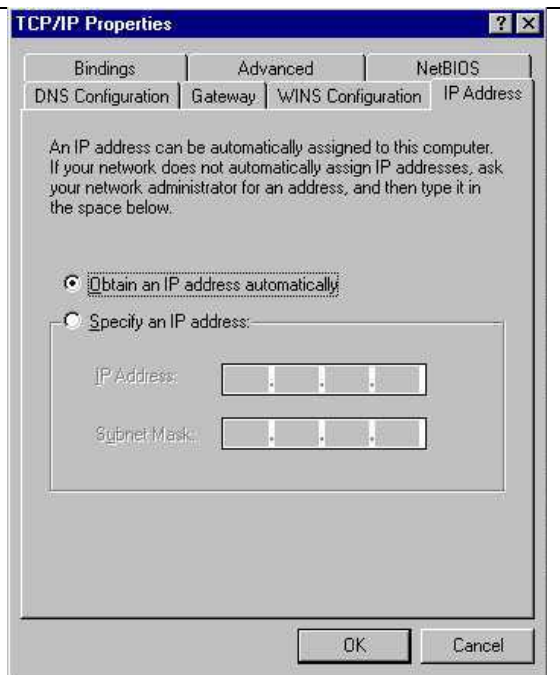 TCP/IP Properties
Bindings Advanced NetBIOS
DNS Configuration Gateway WINS Configuration IP Address
An IP address can be automatically assigned to this computer.
If your network does not automatically assign IP addresses, ask
your network administrator for an address, and then type it in
the space below.
Obtain an IP address automatically
Specify an IP address:
IP Address:
Subnet Mask:
OK Cancel